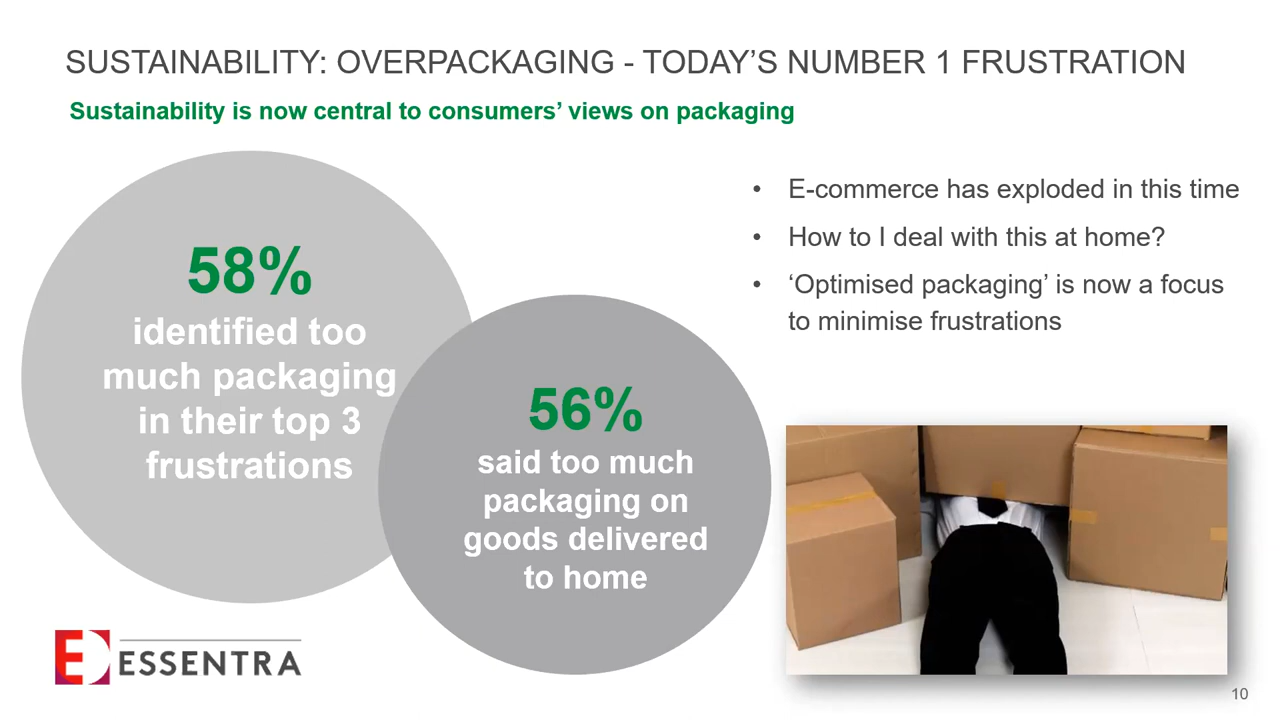 SUSTAINABILITY: OVERPACKAGING - TODAY’S NUMBER 1 FRUSTRATION
Sustainability is now central to consumers’ views on packaging
58%
identified too
much packaging
in their top 3
frustrations
56%
said too much
packaging on
goods delivered
to home
• E-commerce has exploded in this time
• How to I deal with this at home?
• ‘Optimised packaging’ is now a focus
to minimise frustrations
ESSENTRA
10